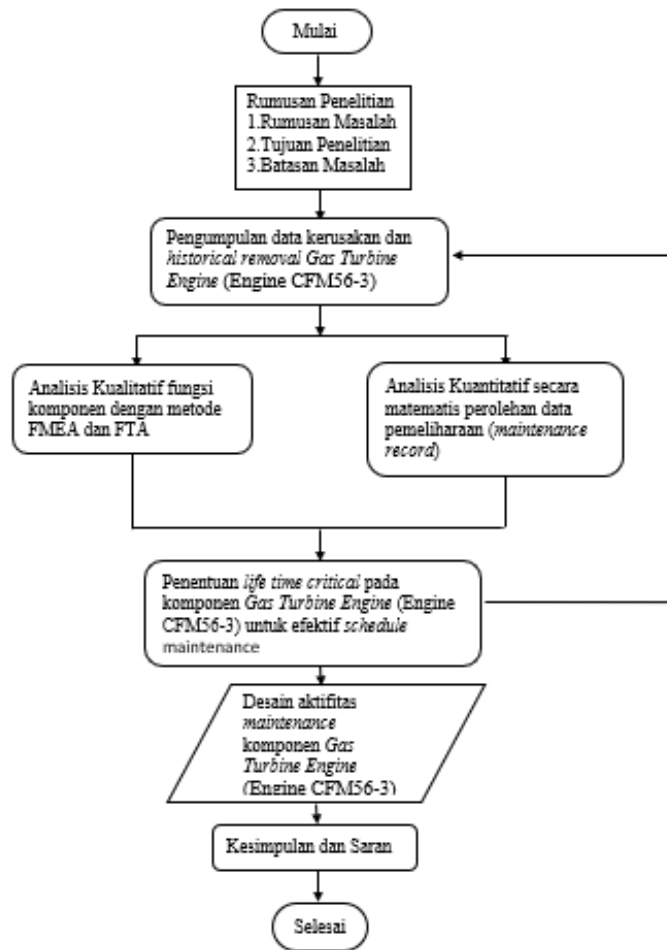 Mulai
Rumusan Penelitian
1.Rumusan Masalah
2.Tujuan Penelitian
3.Batasan Masalah
Pengumpulan data kerusakan dan
historical removal Gas Turbine
Engine (Engine CFM56-3)
Analisis Kualitatif fungsi
komponen dengan metode
FMEA dan FTA
Analisis Kuantitatif secara
matematis perolehan data
pemeliharaan (maintenance
record)
Penentuan life time critical pada
komponen Gas Turbine Engine (Engine
CFM56-3) untuk efektif schedule
maintenance
Desain aktifitas
maintenance
komponen Gas
Turbine Engine
(Engine CFM56-3)
Kesimpulan dan Saran
Selesai